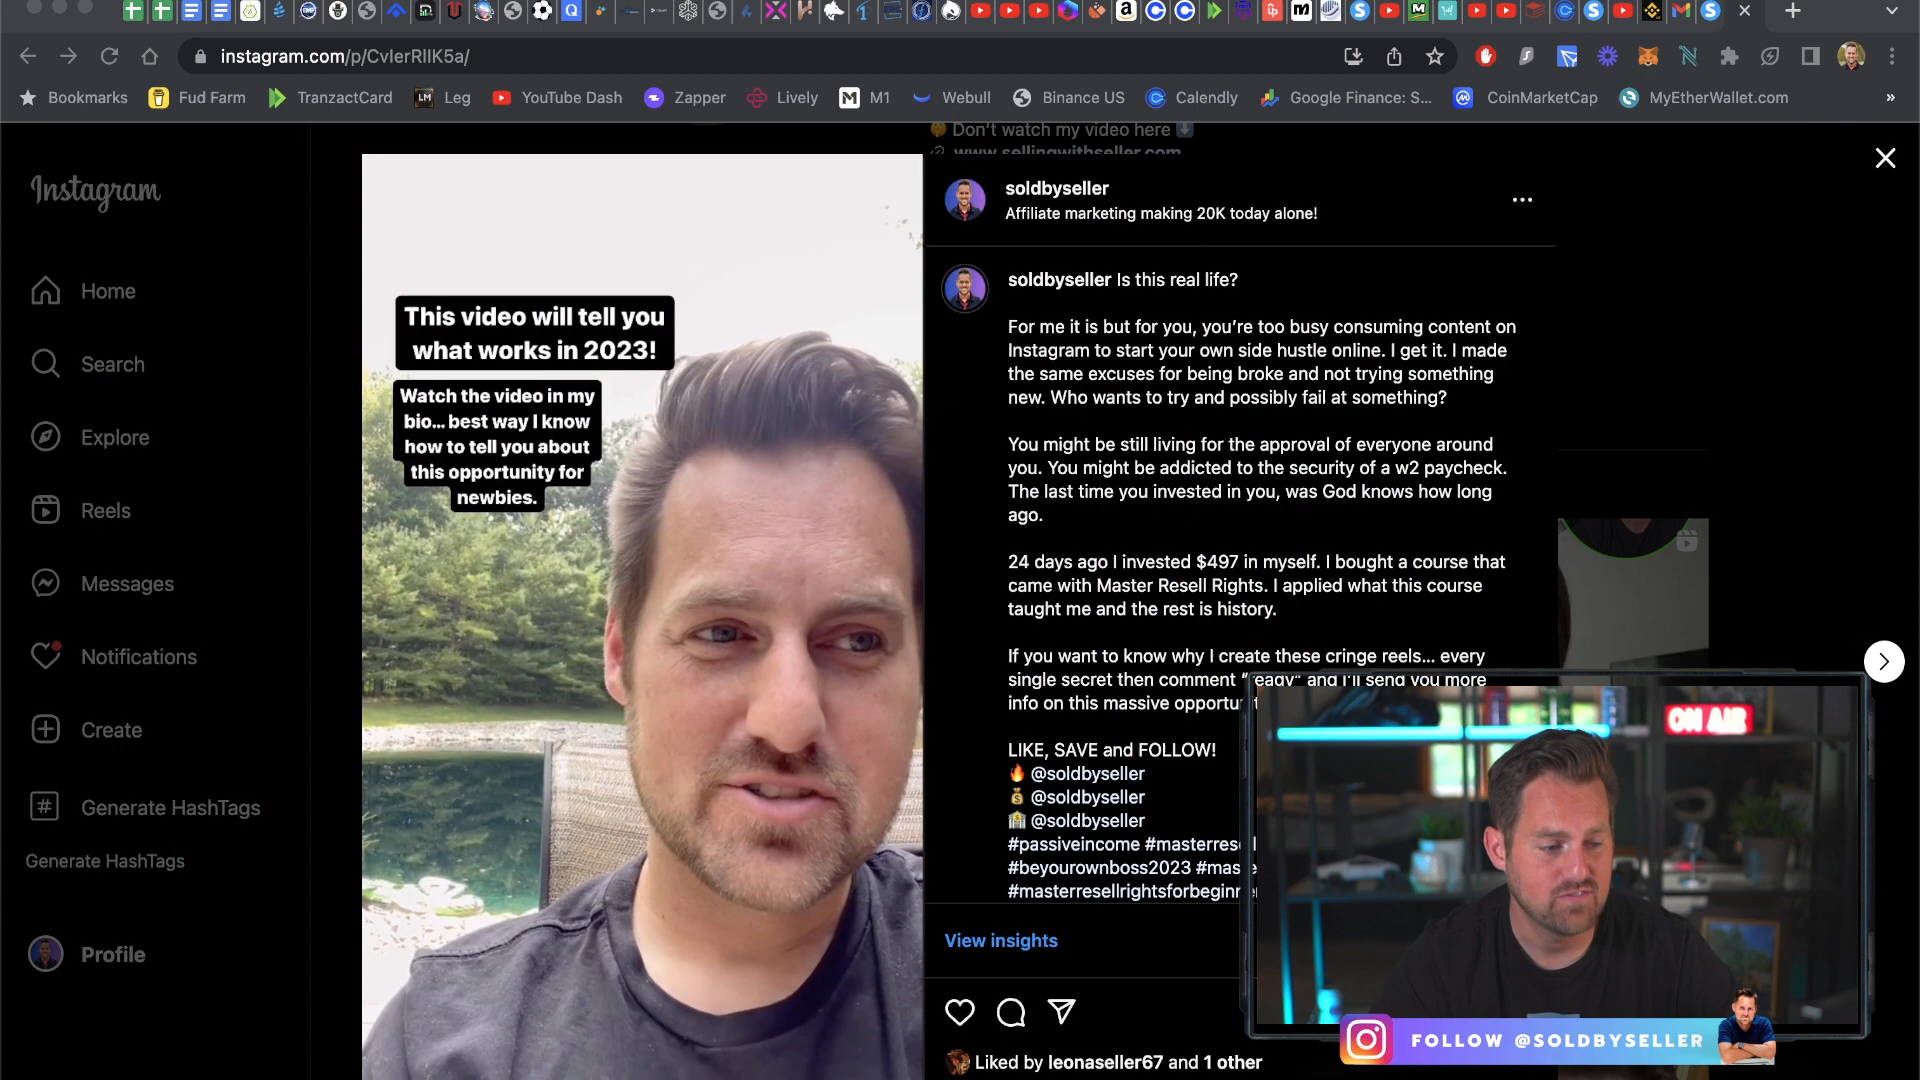 instagram.com/p/CvIerRlIK5a/
Bookmarks
Fud Farm
TranzactCard
Leg
YouTube Dash
Zapper
Lively
M1
Webull
Binance US
Calendly
Google Finance: S...
CoinMarketCap
MyEtherWallet.com
»
Don't watch my video here
www.sellingwithseller.com
Instagram
Home
Search
Explore
Reels
Messages
Notifications
Create
Generate HashTags
Generate HashTags
Profile
This video will tell you
what works in 2023!
Watch the video in my
bio... best way I know
how to tell you about
this opportunity for
newbies.
soldbyseller
Affiliate marketing making 20K today alone!
soldbyseller Is this real life?
For me it is but for you, you're too busy consuming content on
Instagram to start your own side hustle online. I get it. I made
the same excuses for being broke and not trying something
new. Who wants to try and possibly fail at something?
You might be still living for the approval of everyone around
you. You might be addicted to the security of a w2 paycheck.
The last time you invested in you, was God knows how long
ago.
24 days ago I invested $497 in myself. I bought a course that
came with Master Resell Rights. I applied what this course
taught me and the rest is history.
If you want to know why I create these cringe reels... every
single secret then comment "ready" and I'll send you more
info on this massive
LIKE, SAVE and FOLLOW!
🔥 @soldbyseller
💰 @soldbyseller
🏦 @soldbyseller
#passiveincome
#beyourownboss2023
View insights
Liked by leonaseller67 and 1 other
ON AIR
FOLLOW @SOLDBYSELLER